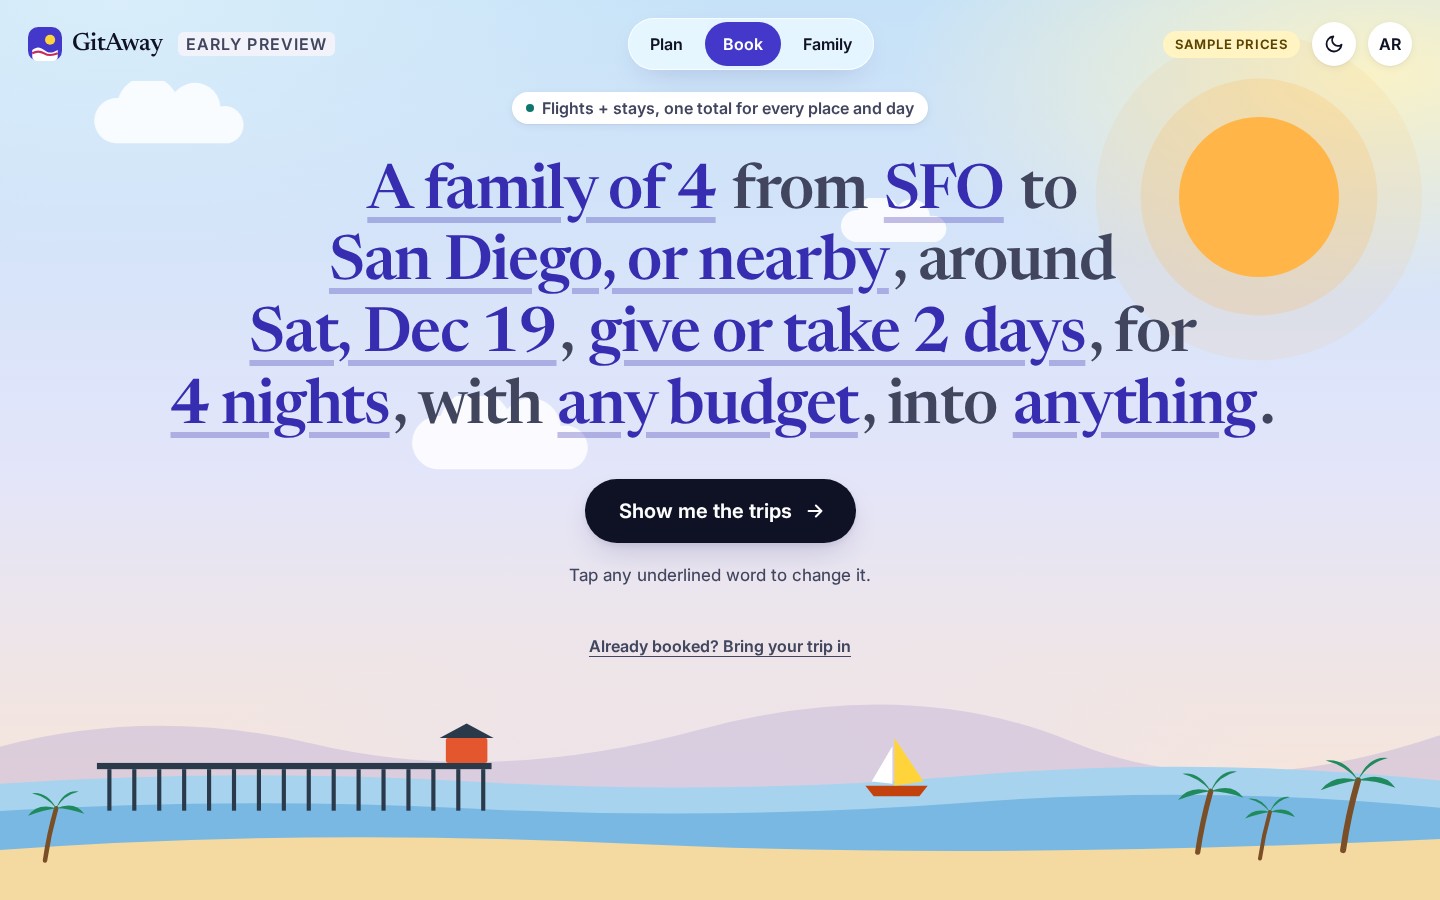 GitAway EARLY PREVIEW
Plan Book Family
SAMPLE PRICES AR
Flights + stays, one total for every place and day
A family of 4 from SFO to
San Diego, or nearby, around
Sat, Dec 19, give or take 2 days, for
4 nights, with any budget, into anything.
Show me the trips →
Tap any underlined word to change it.
Already booked? Bring your trip in